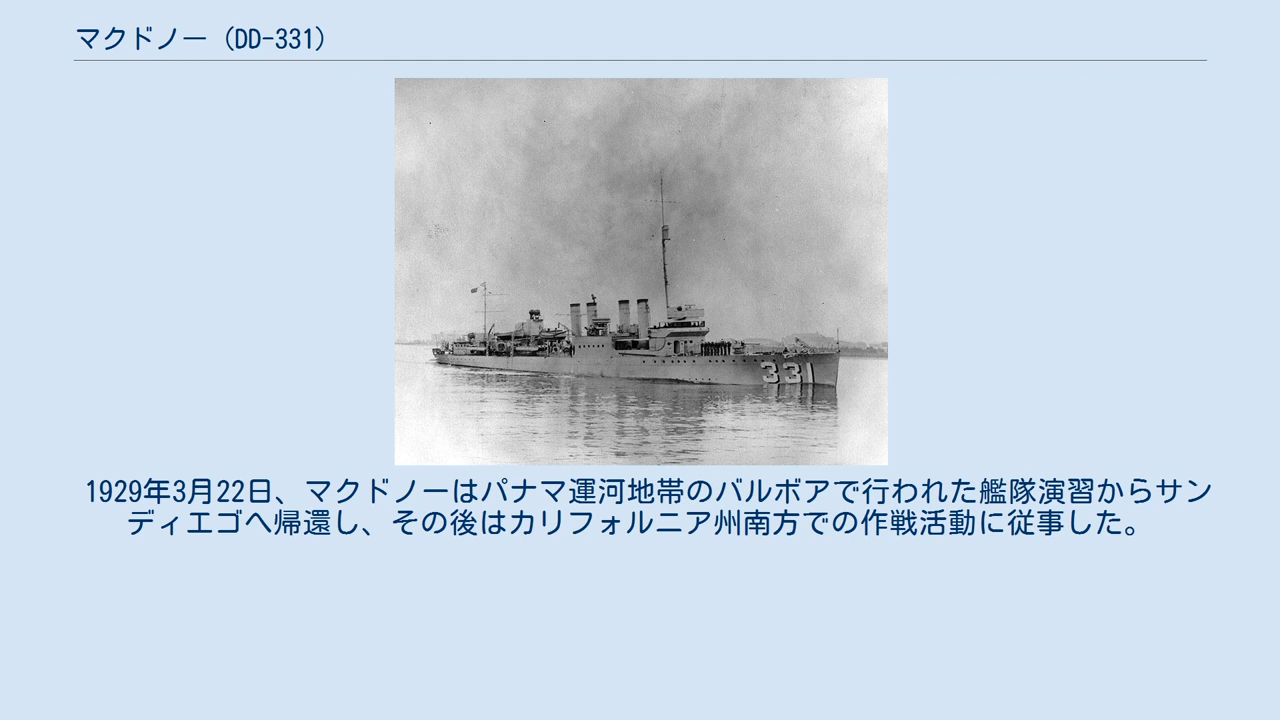 マクドノー（DD-331）
331
1929年3月22日、マクドノーはパナマ運河地帯のバルボアで行われた艦隊演習からサン
ディエゴへ帰還し、その後はカリフォルニア州南方での作戦活動に従事した。